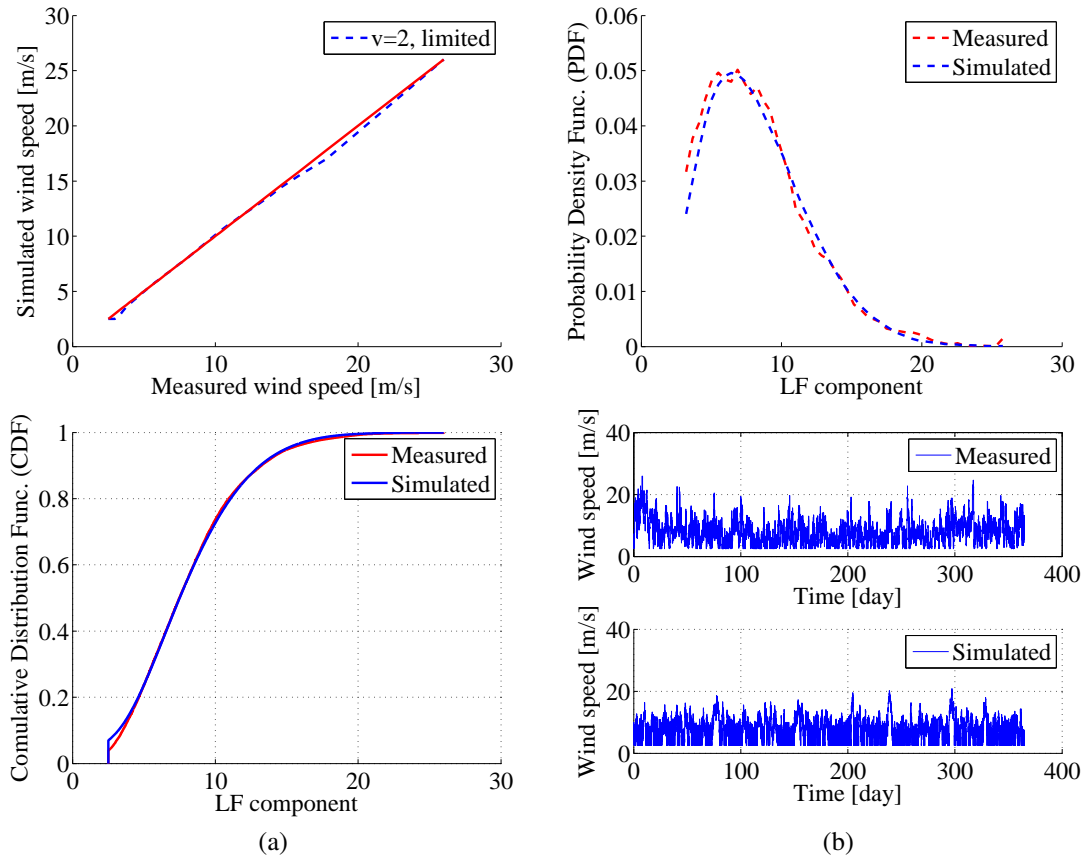 30
25
20
15
10
5
0
0
10
20
30
Simulated wind speed [m/s]
Measured wind speed [m/s]
v=2, limited
0.06
0.05
0.04
0.03
0.02
0.01
0
0
10
20
30
Probability Density Func. (PDF)
LF component
Measured
Simulated
1
0.8
0.6
0.4
0.2
0
0
10
20
30
Comulative Distribution Func. (CDF)
LF component
Measured
Simulated
40
20
0
0
100
200
300
400
Wind speed [m/s]
Time [day]
Measured
40
20
0
0
100
200
300
400
Wind speed [m/s]
Time [day]
Simulated
(a)
(b)